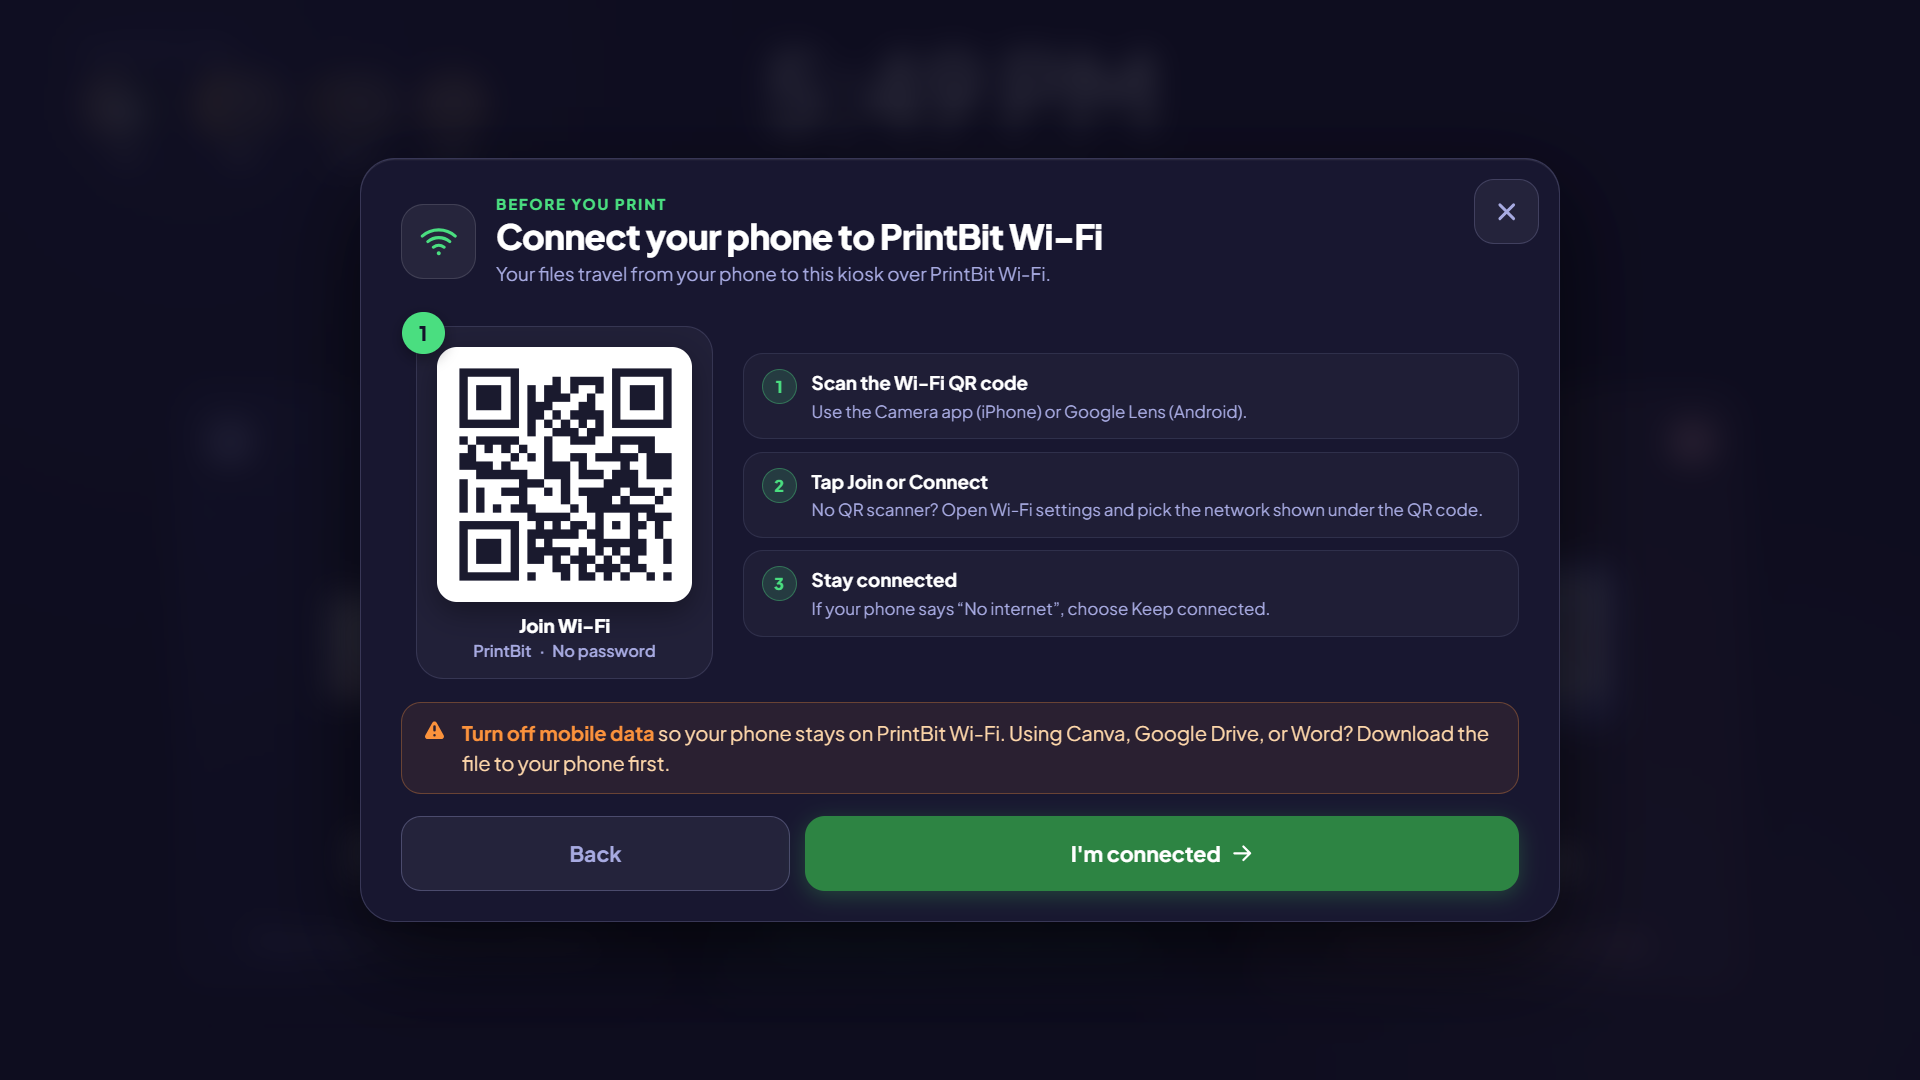 5:49 PM
BEFORE YOU PRINT
Connect your phone to PrintBit Wi-Fi
Your files travel from your phone to this kiosk over PrintBit Wi-Fi.
1
Join Wi-Fi
PrintBit · No password
1
Scan the Wi-Fi QR code
Use the Camera app (iPhone) or Google Lens (Android).
2
Tap Join or Connect
No QR scanner? Open Wi-Fi settings and pick the network shown under the QR code.
3
Stay connected
If your phone says “No internet”, choose Keep connected.
Turn off mobile data so your phone stays on PrintBit Wi-Fi. Using Canva, Google Drive, or Word? Download the
file to your phone first.
Back
I'm connected →